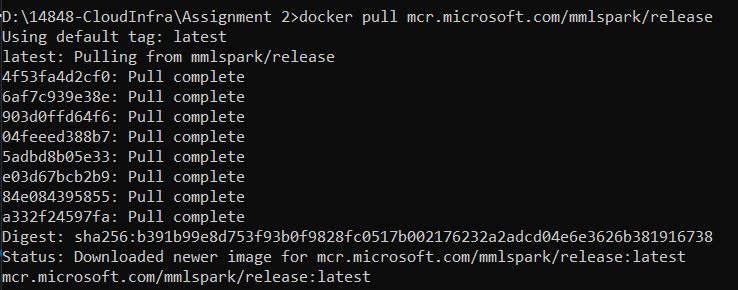 D:\14848-CloudInfra\Assignment 2>docker pull mcr.microsoft.com/mmlspark/release
Using default tag: latest
latest: Pulling from mmlspark/release
4f53fa4d2cf0: Pull complete
6af7c939e38e: Pull complete
903d0ffd64f6: Pull complete
04feeed388b7: Pull complete
5adbd8b05e33: Pull complete
e03d67bcb2b9: Pull complete
84e084395855: Pull complete
a332f24597fa: Pull complete
Digest: sha256:b391b99e8d753f93b0f9828fc0517b002176232a2adcd04e6e3626b381916738
Status: Downloaded newer image for mcr.microsoft.com/mmlspark/release:latest
mcr.microsoft.com/mmlspark/release:latest